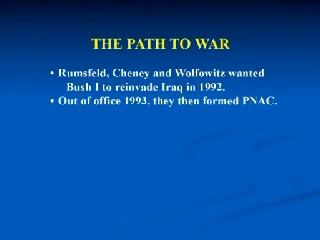 THE PATH TO WAR
• Rumsfeld, Cheney and Wolfowitz wanted
Bush I to reinvade Iraq in 1992.
• Out of office 1993, they then formed PNAC.